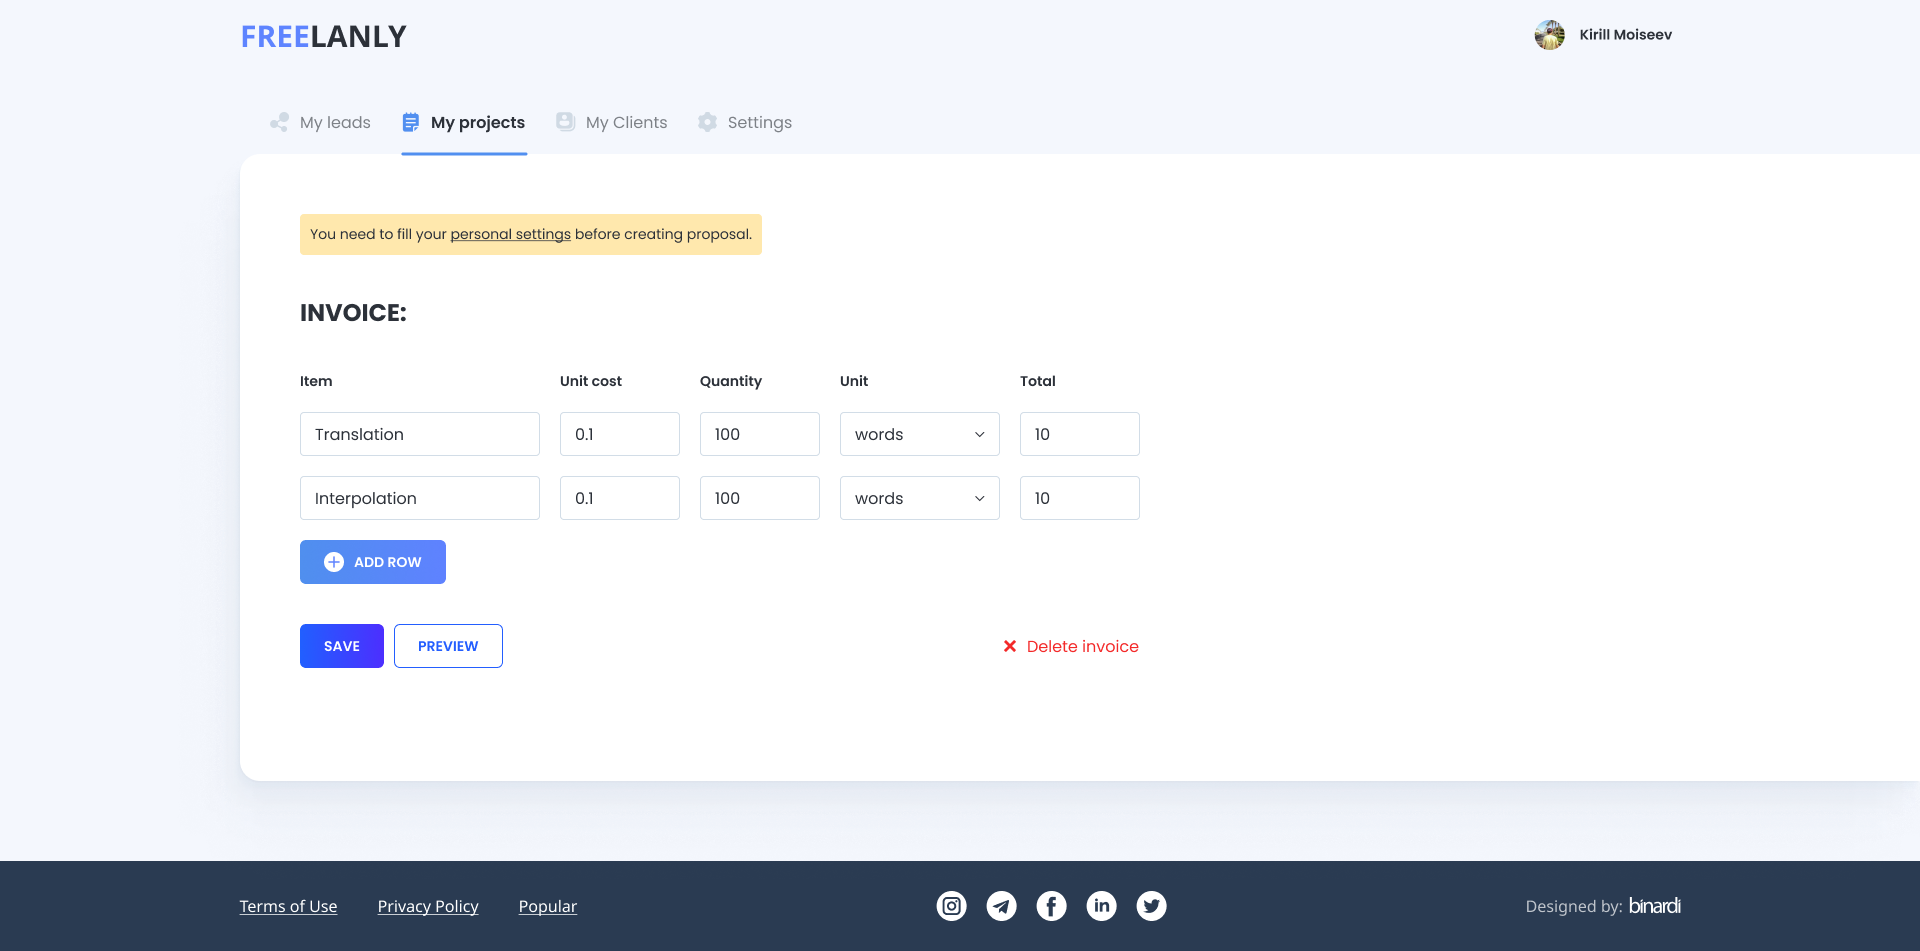 FREELANLY
Kirill Moiseev
My leads My projects My Clients Settings
You need to fill your personal settings before creating proposal.
INVOICE:
Item Unit cost Quantity Unit Total
Translation 0.1 100 words 10
Interpolation 0.1 100 words 10
ADD ROW
SAVE PREVIEW Delete invoice
Terms of Use Privacy Policy Popular Designed by: binardi